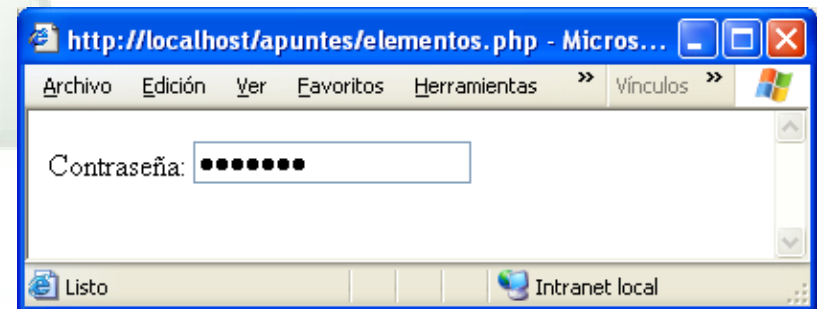 http://localhost/apuntes/elementos.php - Micros...
Archivo Edición Ver Favoritos Herramientas » Vínculos »
Contraseña: •••••••
Listo Intranet local